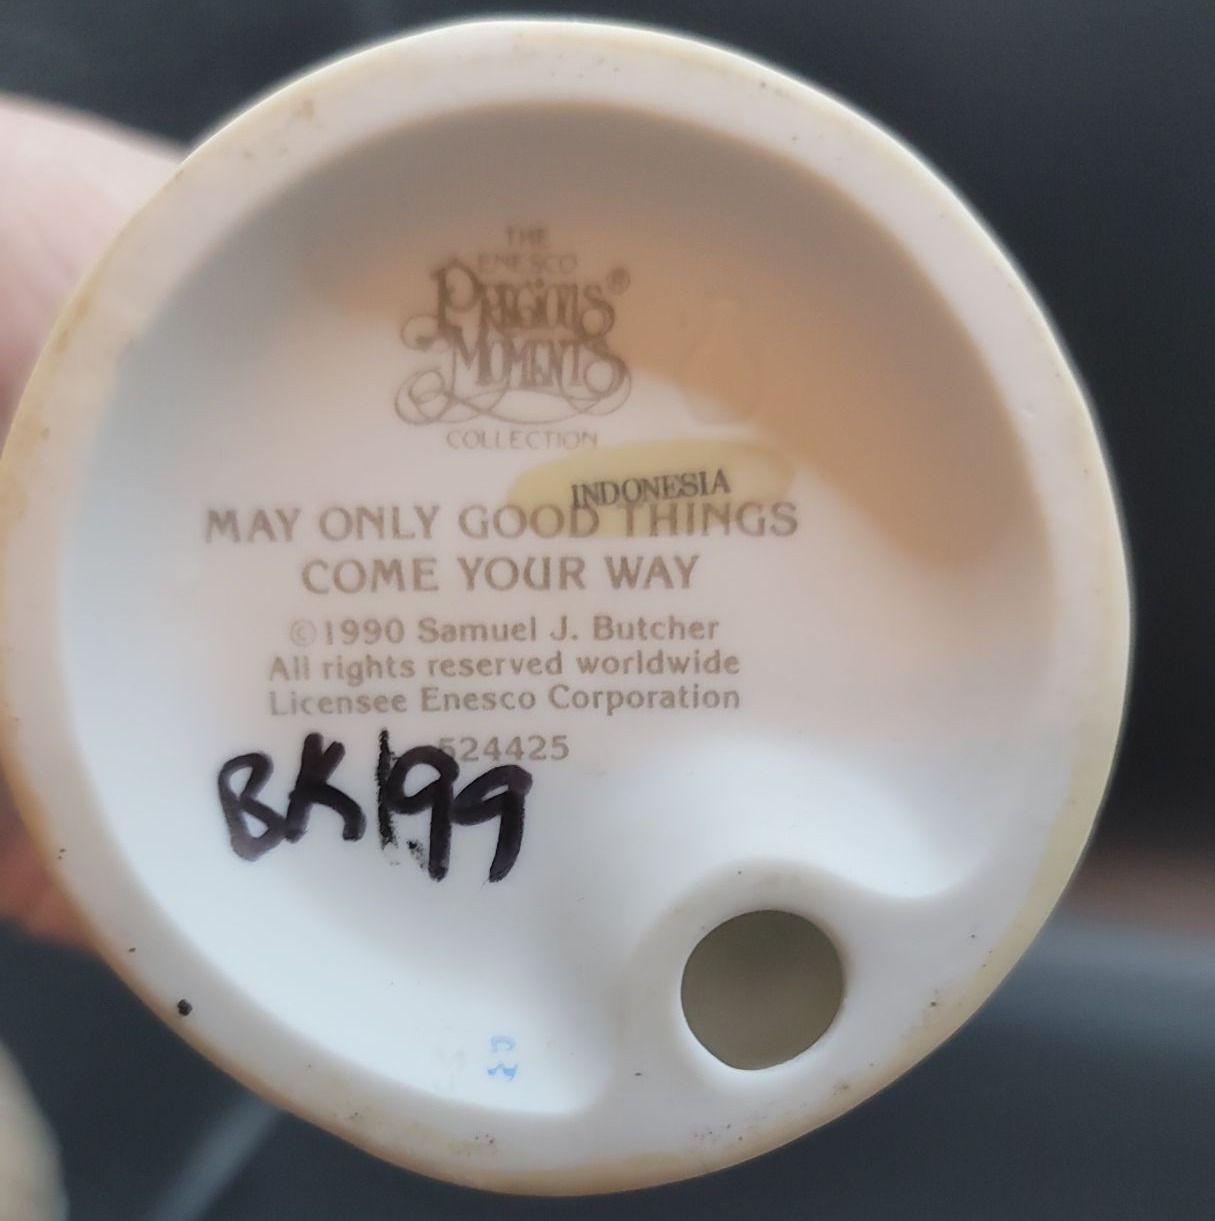 THE
ENESCO
PRECIOUS®
MOMENTS
COLLECTION
INDONESIA
MAY ONLY GOOD THINGS
COME YOUR WAY
©1990 Samuel J. Butcher
All rights reserved worldwide
Licensee Enesco Corporation
524425
BK199